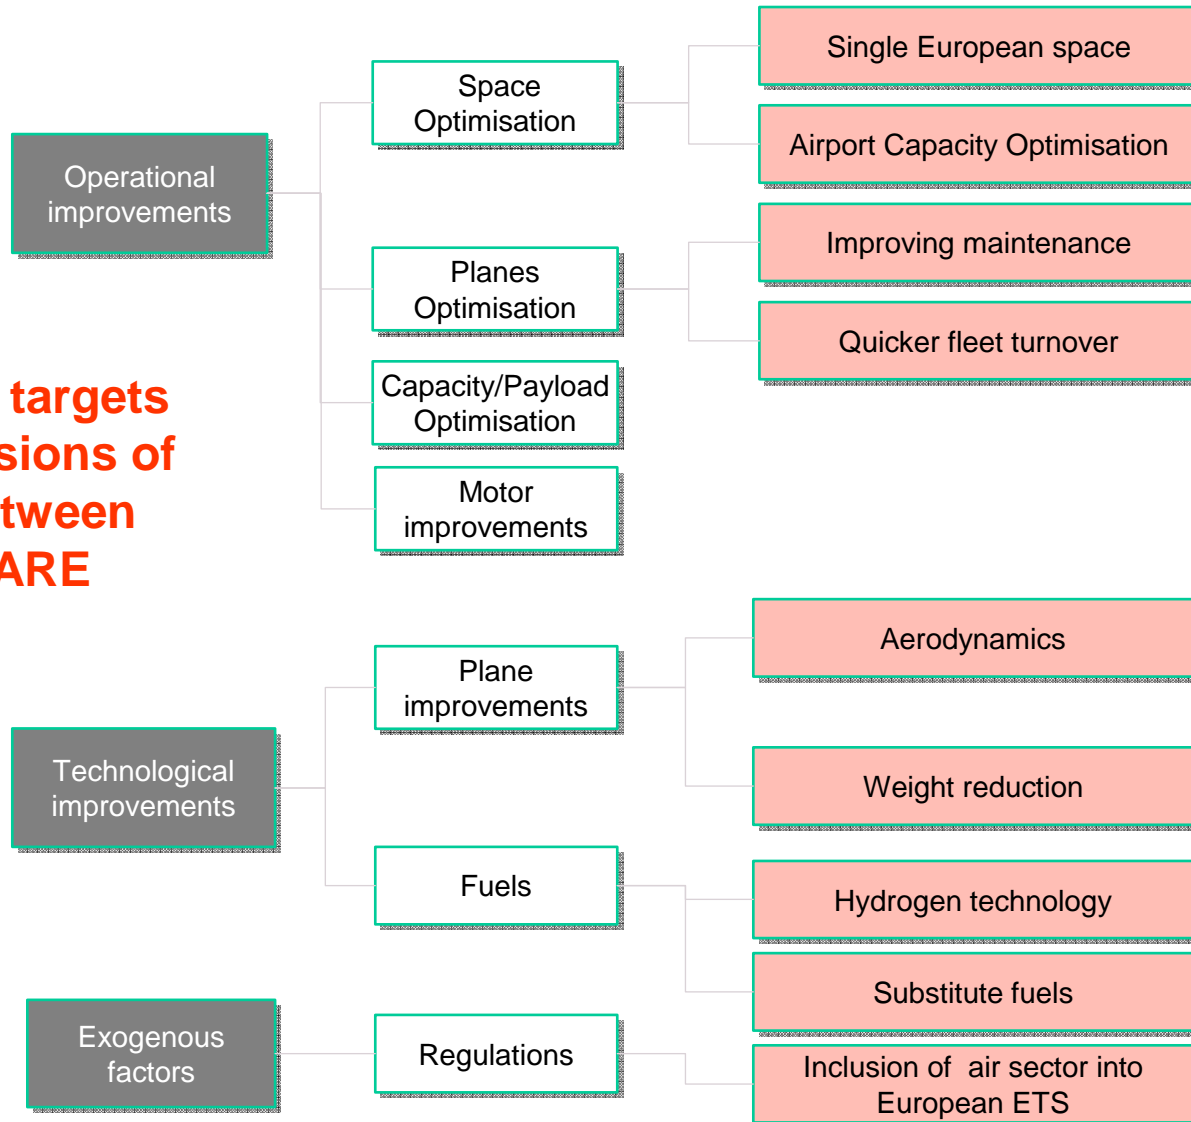 Single European space
Space
Optimisation
Airport Capacity Optimisation
Operational
improvements
Improving maintenance
Planes
Optimisation
Quicker fleet turnover
Capacity/Payload
Optimisation
targets
sions of
tween
ARE
Motor
improvements
Aerodynamics
Plane
improvements
Technological
improvements
Weight reduction
Fuels
Hydrogen technology
Substitute fuels
Exogenous
factors
Regulations
Inclusion of  air sector into
European ETS